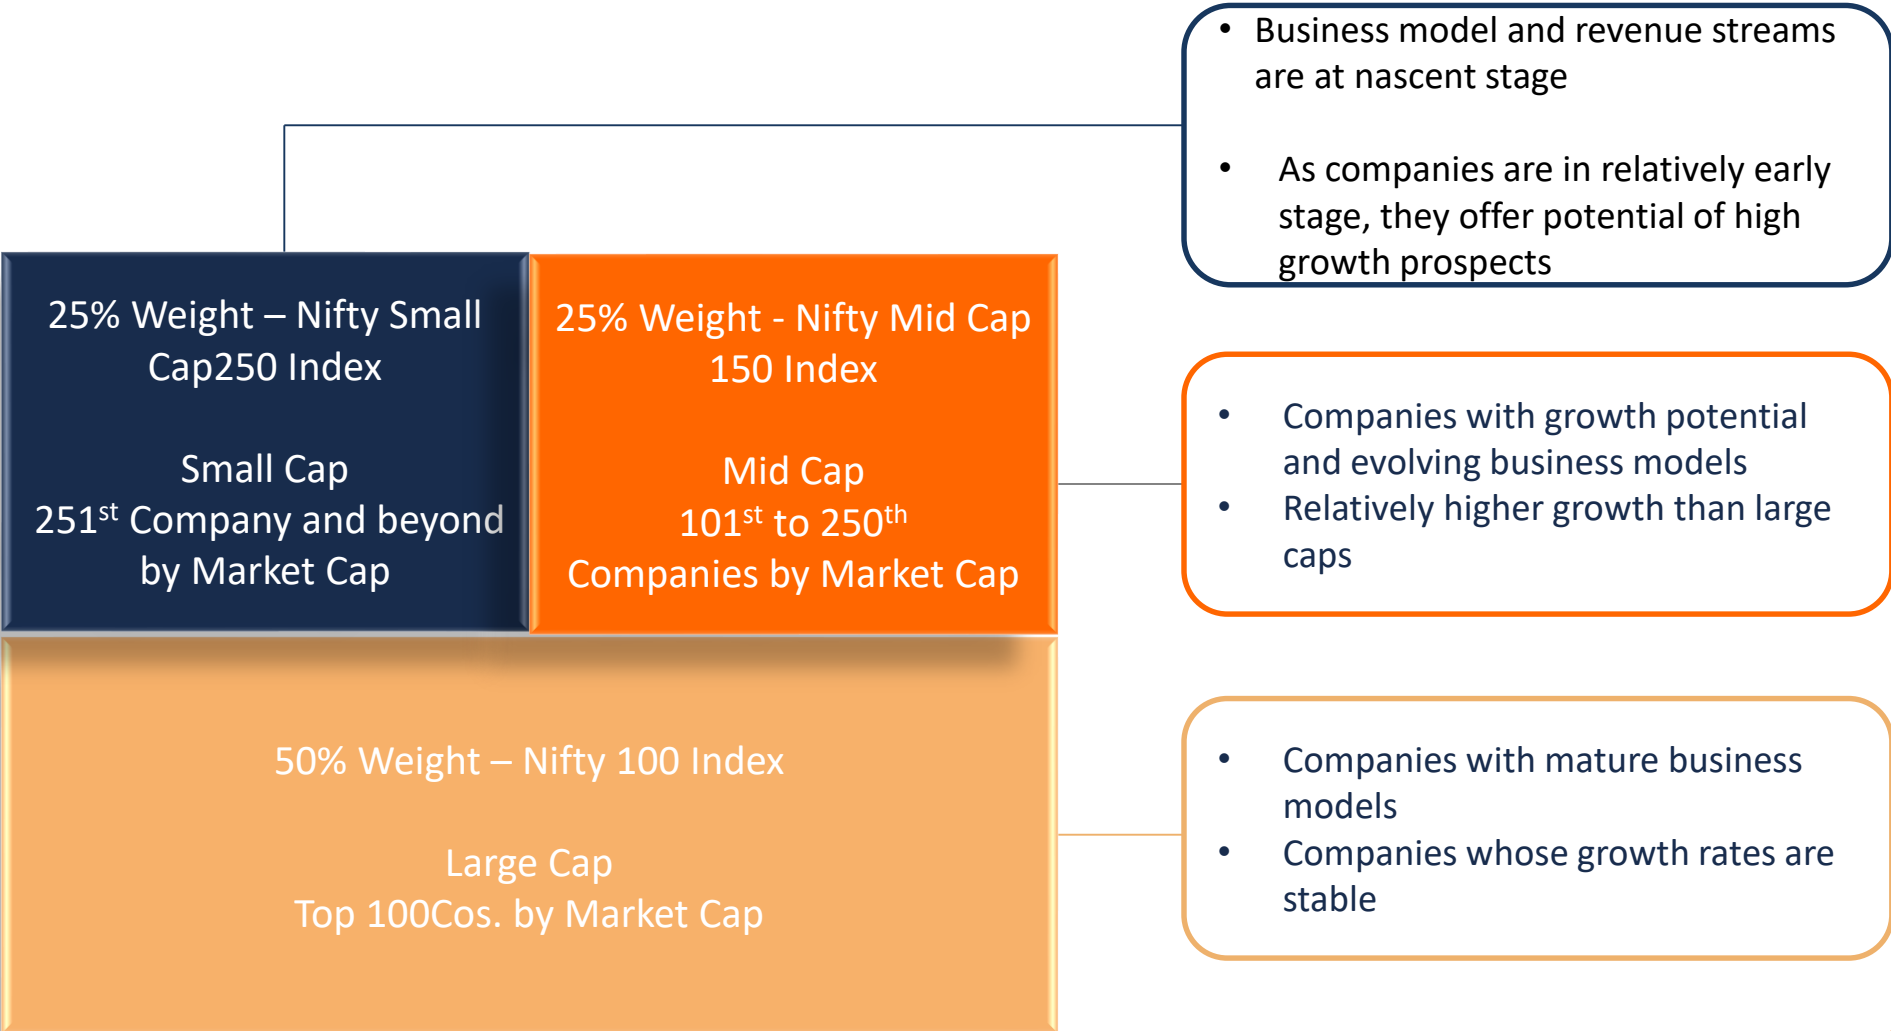 • Business model and revenue streams
are at nascent stage
• As companies are in relatively early
stage, they offer potential of high
growth prospects
25% Weight – Nifty Small
Cap250 Index
Small Cap
251st Company and beyond
by Market Cap
25% Weight - Nifty Mid Cap
150 Index
Mid Cap
101st to 250th
Companies by Market Cap
• Companies with growth potential
and evolving business models
• Relatively higher growth than large
caps
50% Weight – Nifty 100 Index
Large Cap
Top 100Cos. by Market Cap
• Companies with mature business
models
• Companies whose growth rates are
stable